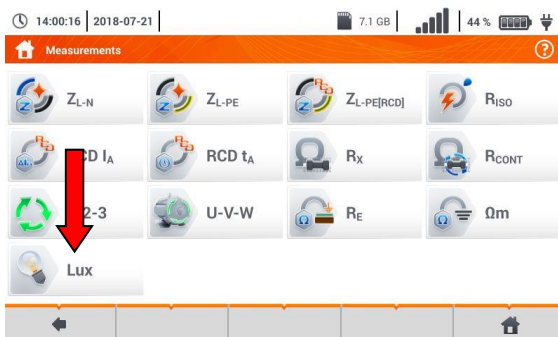 14:00:16 2018-07-21 7.1 GB 44 %
Measurements ?
ZL-N ZL-PE ZL-PE[RCD] RISO
CD IA RCD tA RX RCONT
2-3 U-V-W RE Ωm
Lux